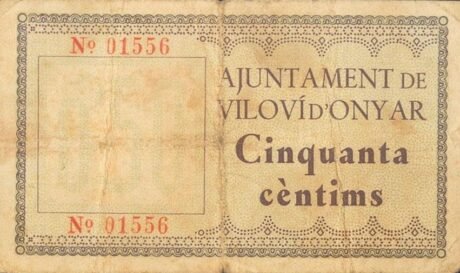 Nº 01556
AJUNTAMENT DE
VILOVÍ D'ONYAR
Cinquanta
cèntims
Nº 01556